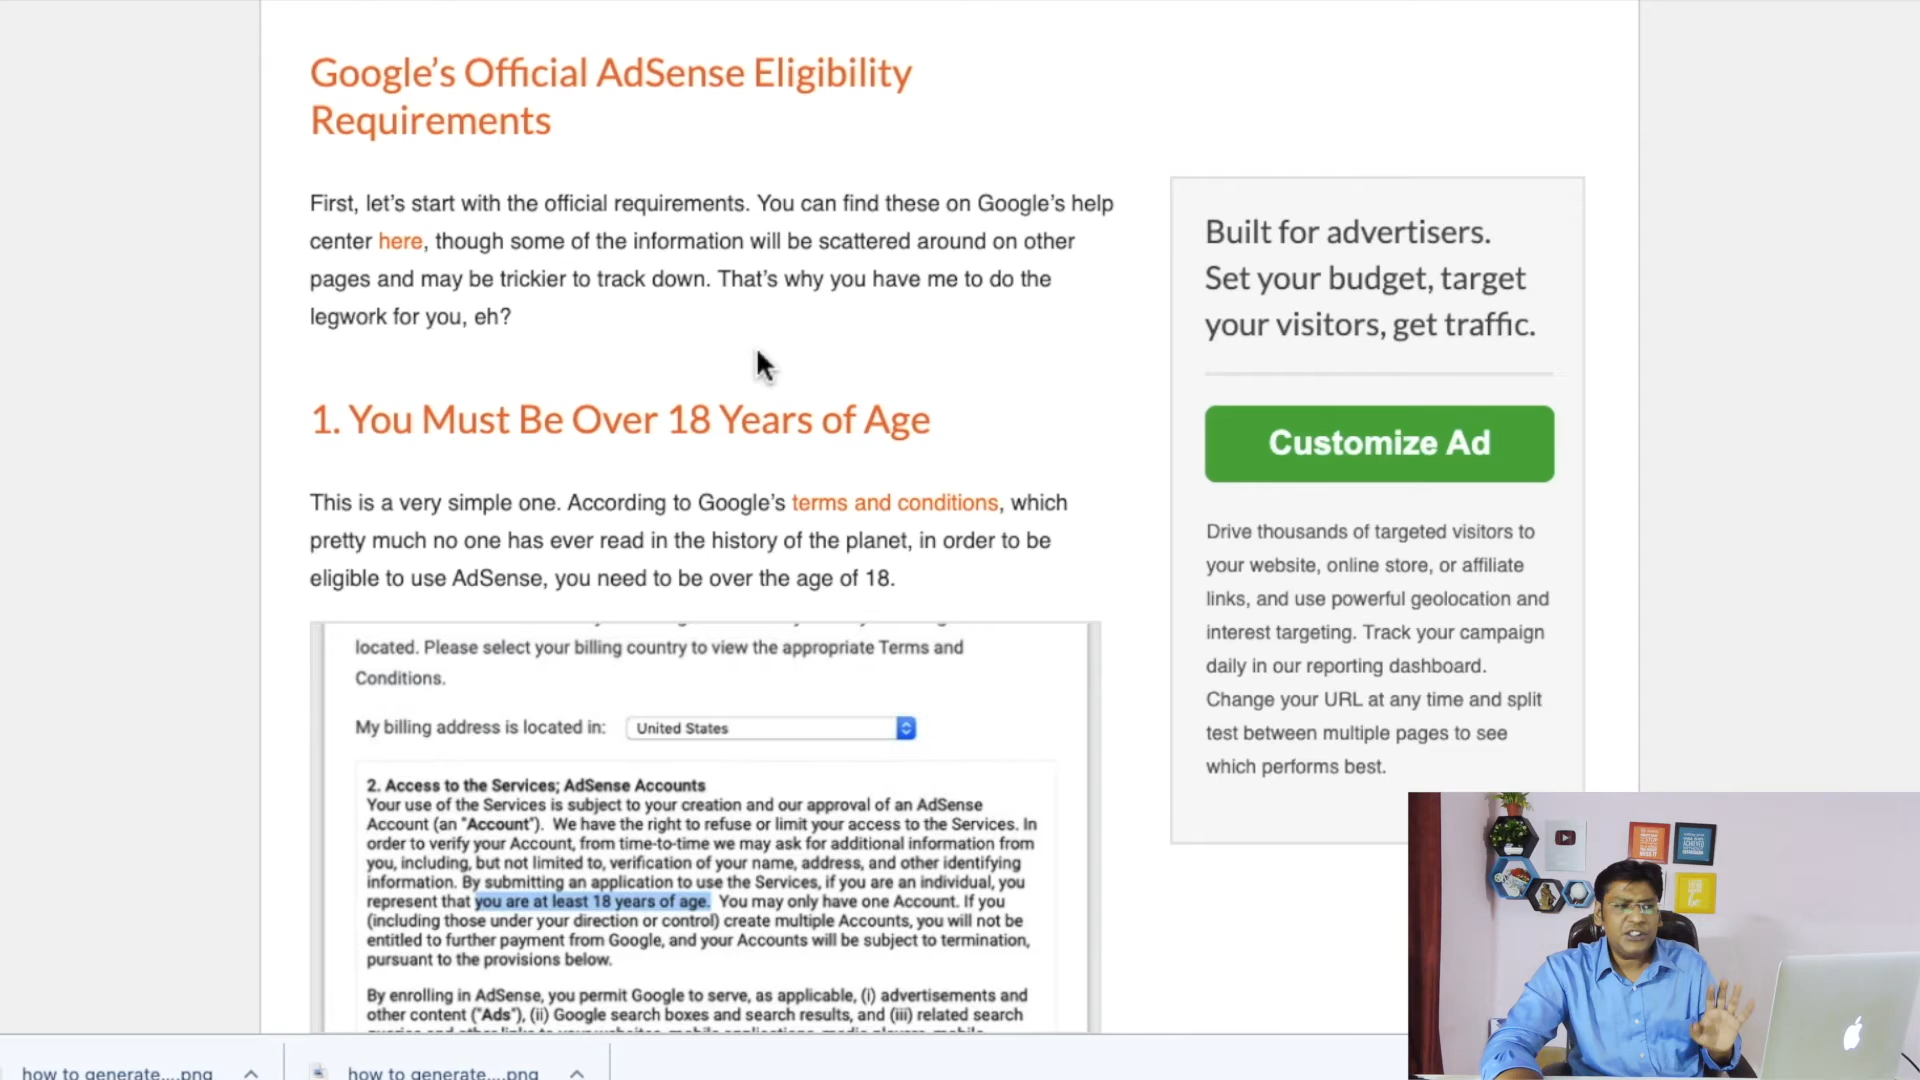 Google's Official AdSense Eligibility
Requirements
First, let's start with the official requirements. You can find these on Google's help
center here, though some of the information will be scattered around on other
pages and may be trickier to track down. That's why you have me to do the
legwork for you, eh?
1. You Must Be Over 18 Years of Age
This is a very simple one. According to Google's terms and conditions, which
pretty much no one has ever read in the history of the planet, in order to be
eligible to use AdSense, you need to be over the age of 18.
located. Please select your billing country to view the appropriate Terms and
Conditions.
My billing address is located in: United States
2. Access to the Services; AdSense Accounts
Your use of the Services is subject to your creation and our approval of an AdSense
Account (an "Account"). We have the right to refuse or limit your access to the Services. In
order to verify your Account, from time-to-time we may ask for additional information from
you, including, but not limited to, verification of your name, address, and other identifying
information. By submitting an application to use the Services, if you are an individual, you
represent that you are at least 18 years of age. You may only have one Account. If you
(including those under your direction or control) create multiple Accounts, you will not be
entitled to further payment from Google, and your Accounts will be subject to termination,
pursuant to the provisions below.
By enrolling in AdSense, you permit Google to serve, as applicable, (i) advertisements and
other content ("Ads"), (ii) Google search boxes and search results, and (iii) related search
Built for advertisers.
Set your budget, target
your visitors, get traffic.
Customize Ad
Drive thousands of targeted visitors to
your website, online store, or affiliate
links, and use powerful geolocation and
interest targeting. Track your campaign
daily in our reporting dashboard.
Change your URL at any time and split
test between multiple pages to see
which performs best.
how to generate....png
how to generate....png